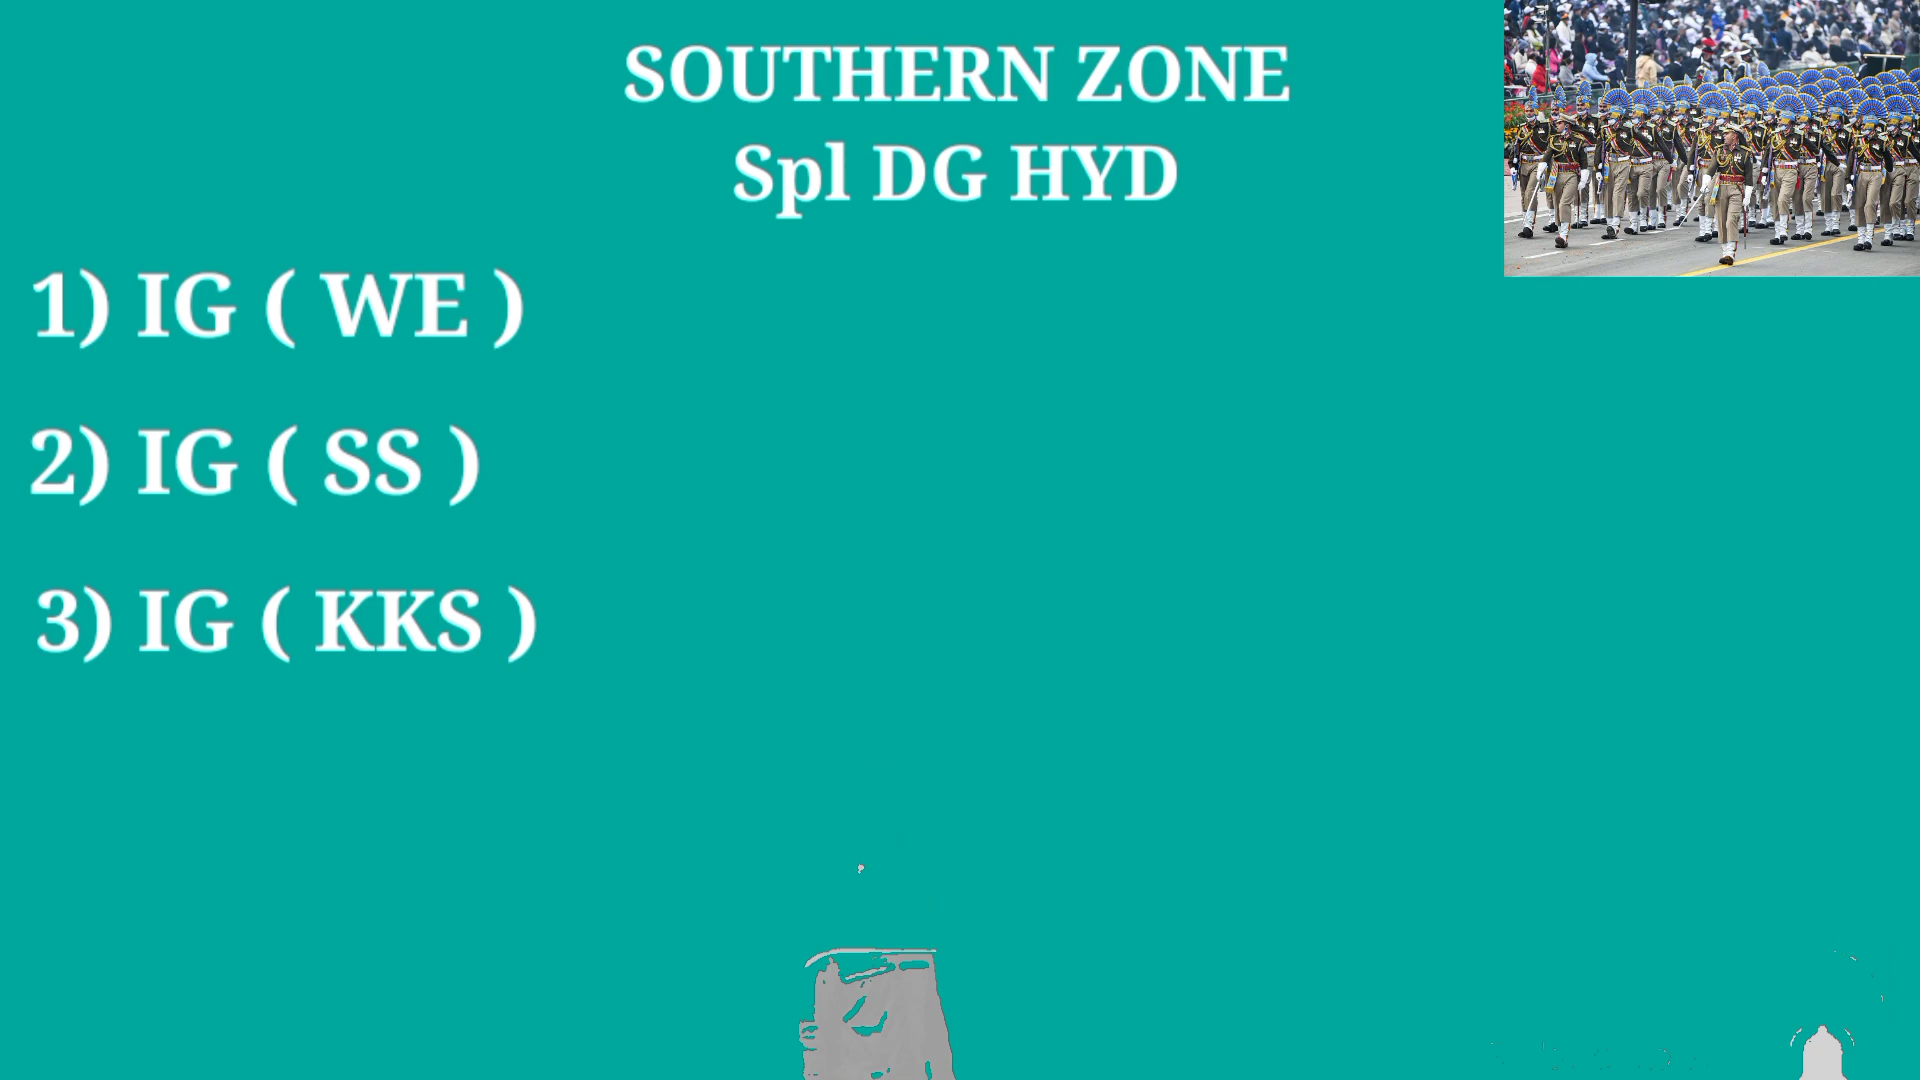 SOUTHERN ZONE
Spl DG HYD
1) IG ( WE )
2) IG ( SS )
3) IG ( KKS )